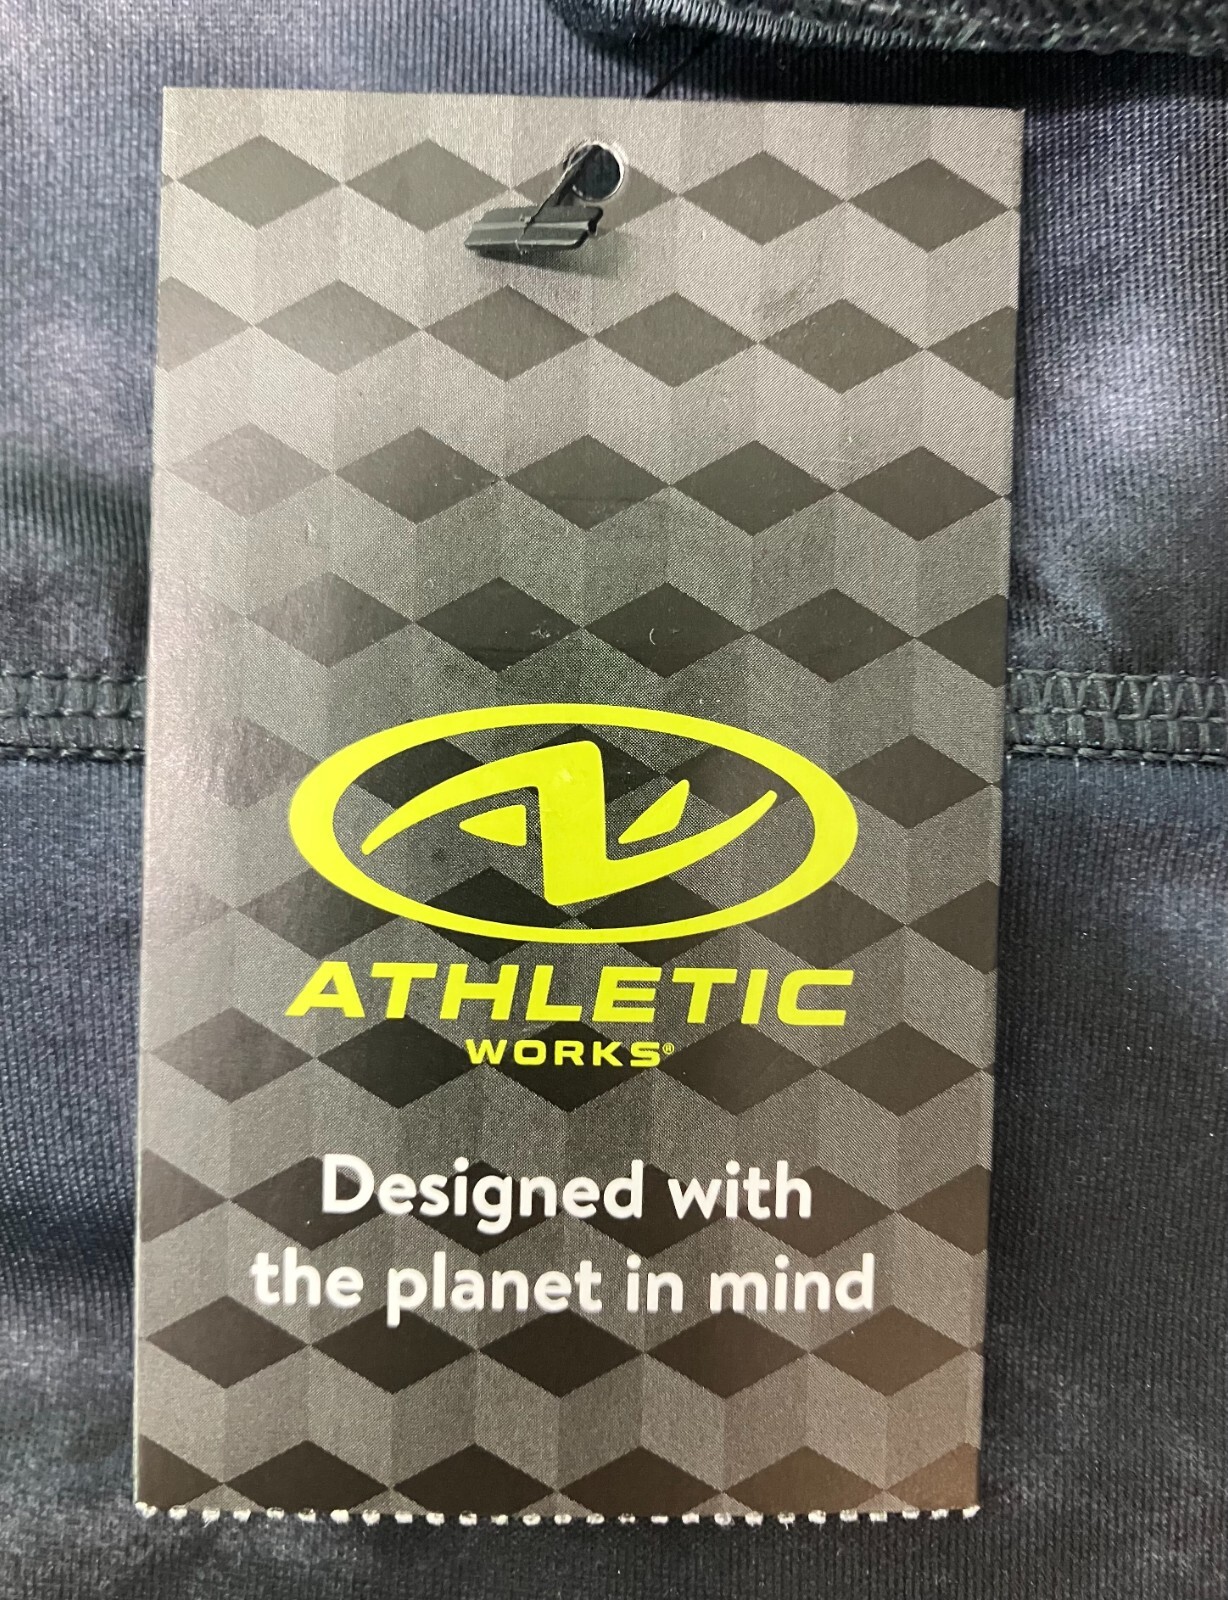 ATHLETIC
WORKS®
Designed with
the planet in mind